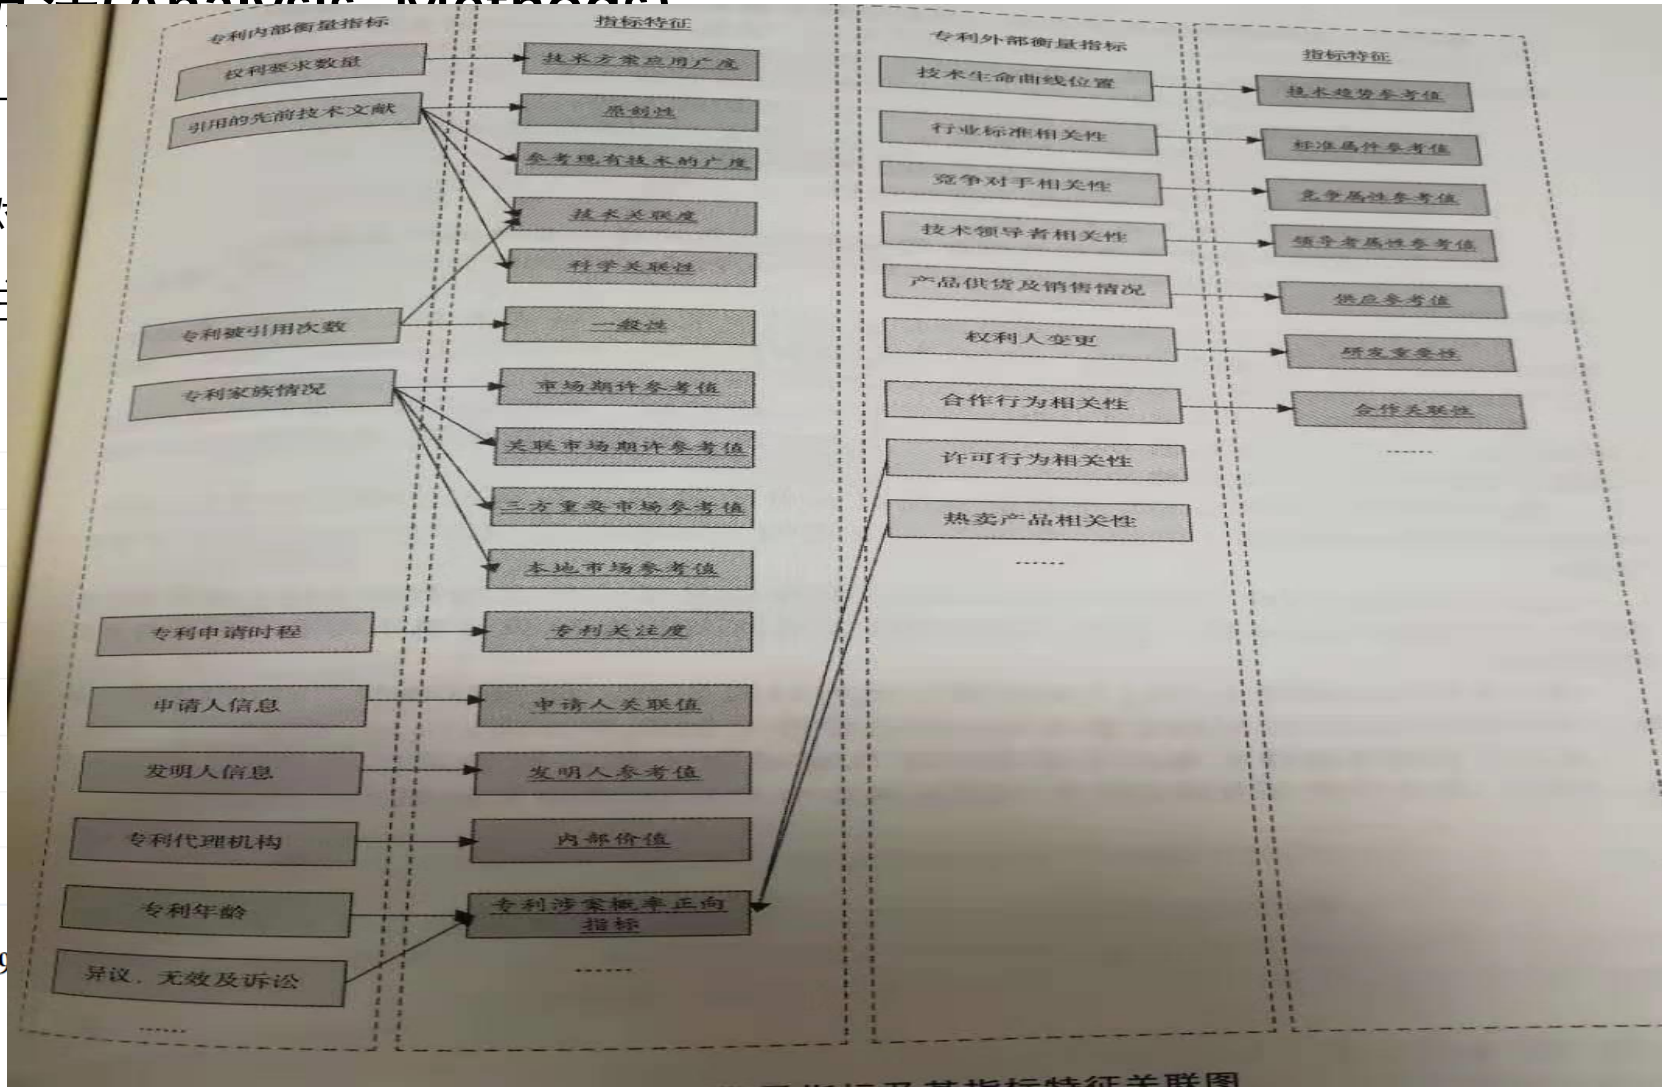 专利内部衡量指标
权利要求数量
引用的先前技术文献
专利被引用次数
专利家族情况
专利申请时程
申请人信息
发明人信息
专利代理机构
专利年龄
异议、无效及诉讼
......
指标特征
技术方案应用广度
原创性
参考现有技术的广度
技术关联度
科学关联性
一般性
市场期许参考值
关联市场期许参考值
三方重要市场参考值
本地市场参考值
专利关注度
申请人关联值
发明人参考值
内部价值
专利涉案概率正向
指标
......
专利外部衡量指标
技术生命曲线位置
行业标准相关性
竞争对手相关性
技术领导者相关性
产品供货及销售情况
权利人变更
合作行为相关性
许可行为相关性
热卖产品相关性
......
指标特征
技术趋势参考值
标准属性参考值
竞争属性参考值
领导者属性参考值
供应参考值
研发重要性
合作关联性
......
指标及其指标特征关联图